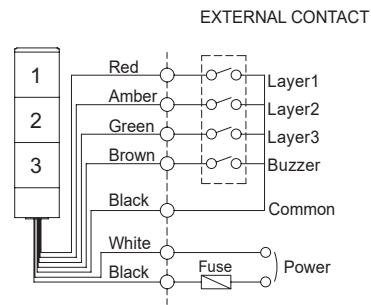 EXTERNAL CONTACT
1
2
3
Red
Layer1
Amber
Layer2
Green
Layer3
Brown
Buzzer
Black
Common
White
Black
Fuse
Power